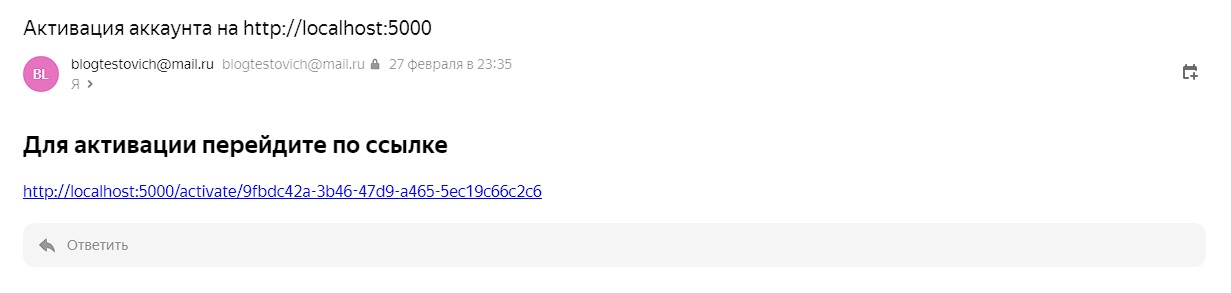 Активация аккаунта на http://localhost:5000
BL
blogtestovich@mail.ru blogtestovich@mail.ru 27 февраля в 23:35
Я
Для активации перейдите по ссылке
http://localhost:5000/activate/9fbdc42a-3b46-47d9-a465-5ec19c66c2c6
Ответить